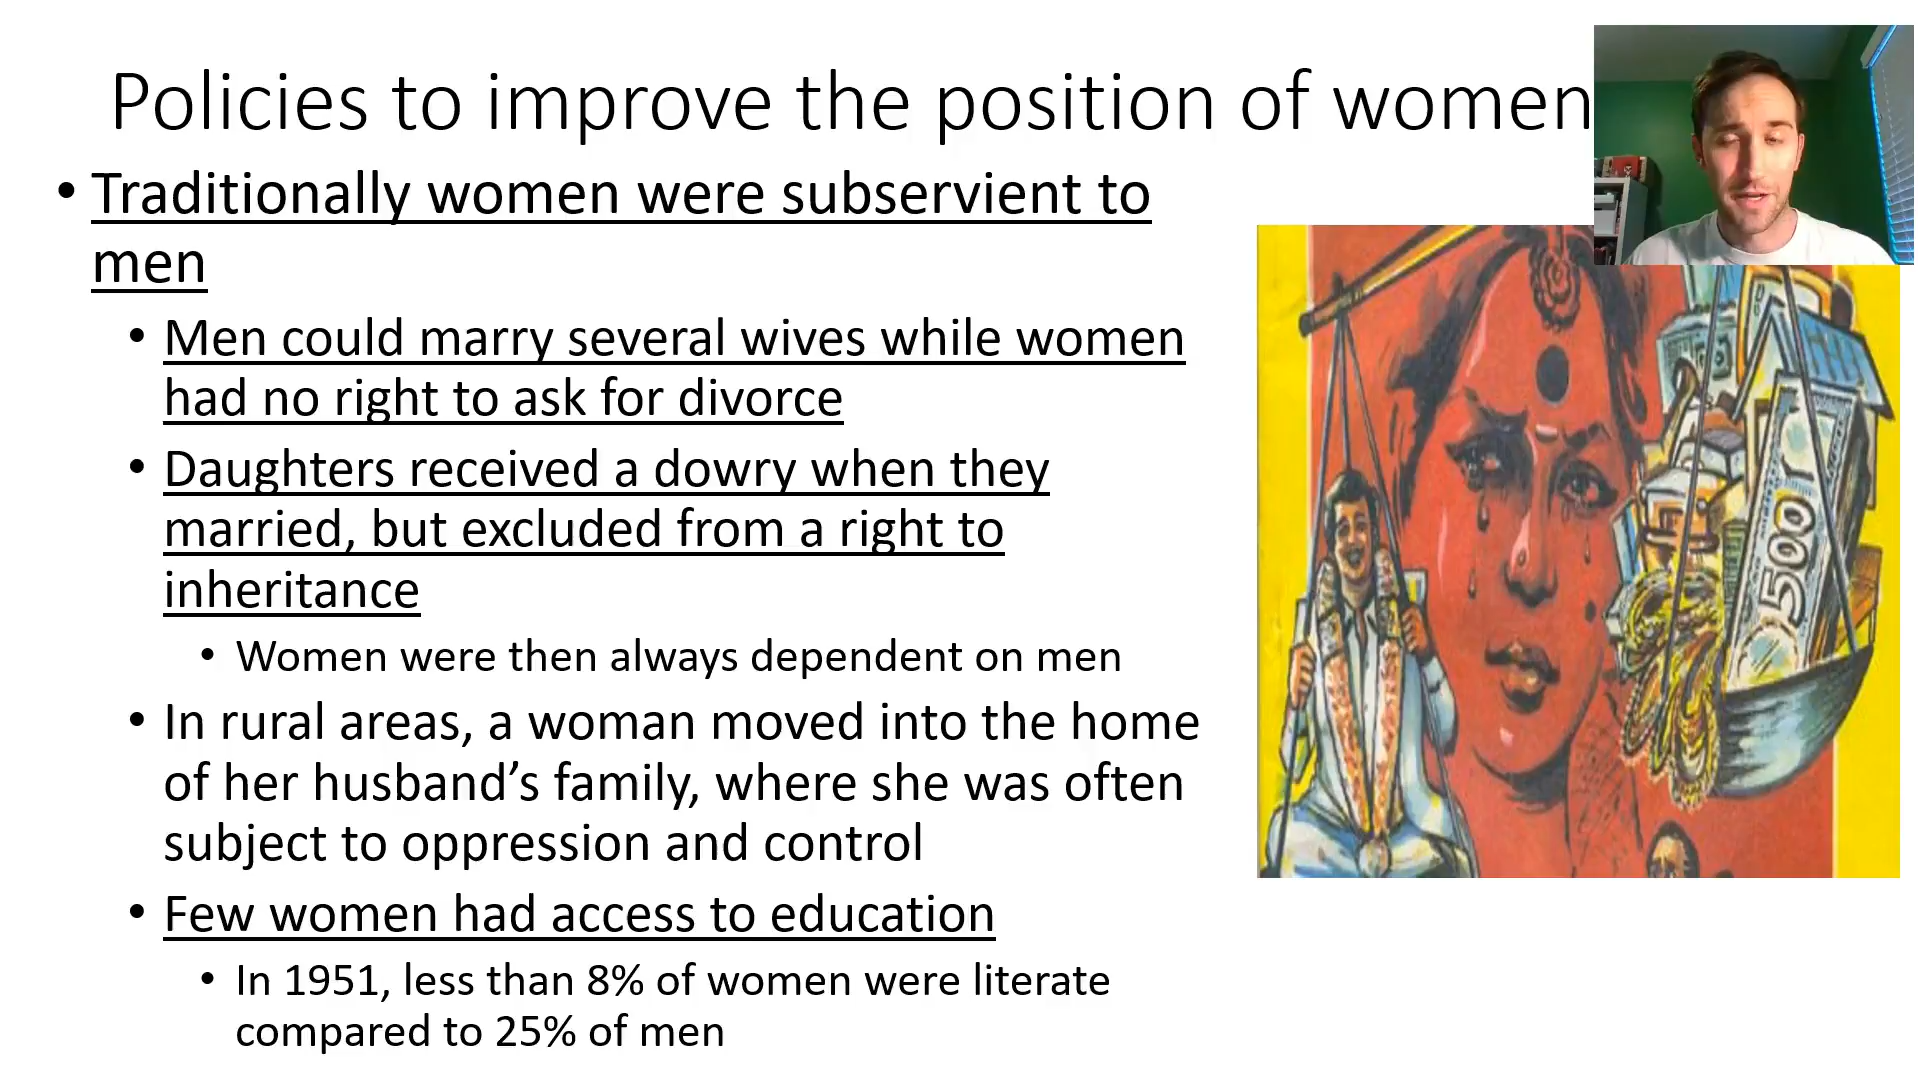 Policies to improve the position of women
• Traditionally women were subservient to
men
• Men could marry several wives while women
had no right to ask for divorce
• Daughters received a dowry when they
married, but excluded from a right to
inheritance
• Women were then always dependent on men
• In rural areas, a woman moved into the home
of her husband’s family, where she was often
subject to oppression and control
• Few women had access to education
• In 1951, less than 8% of women were literate
compared to 25% of men
500